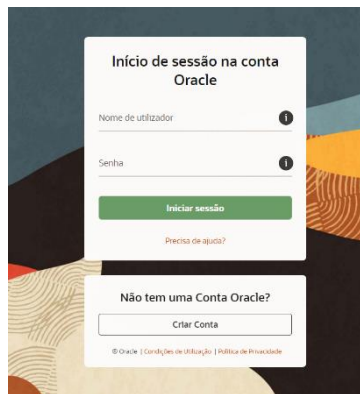 Início de sessão na conta
Oracle
Nome de utilizador
Senha
Iniciar sessão
Precisa de ajuda?
Não tem uma Conta Oracle?
Criar Conta
© Oracle | Condições de Utilização | Política de Privacidade